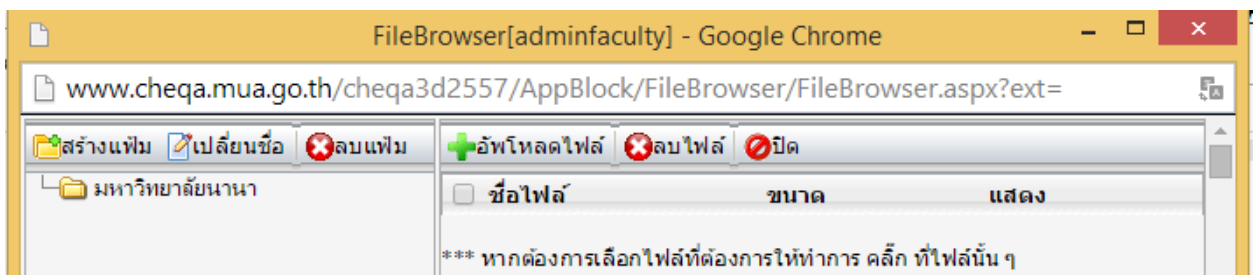 FileBrowser[adminfaculty] - Google Chrome
www.cheqa.mua.go.th/cheqa3d2557/AppBlock/FileBrowser/FileBrowser.aspx?ext=
สร้างแฟ้ม เปลี่ยนชื่อ ลบแฟ้ม
อัพโหลดไฟล์ ลบไฟล์ ปิด
มหาวิทยาลัยนานา
ชื่อไฟล์ ขนาด แสดง
*** หากต้องการเลือกไฟล์ที่ต้องการให้ทำการ คลิ๊ก ที่ไฟล์นั้น ๆ